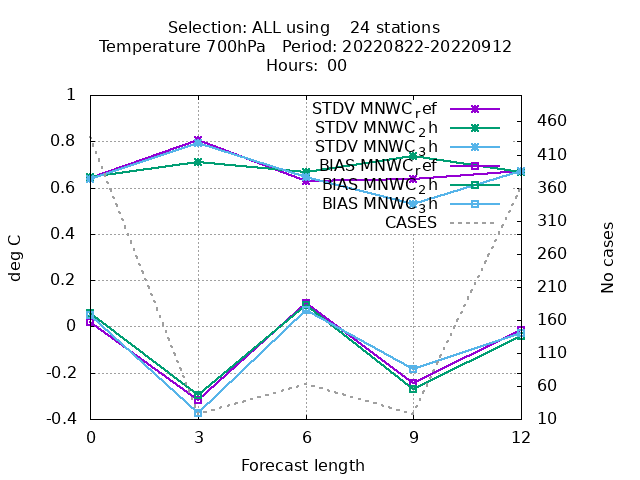 Selection: ALL using    24 stations
Temperature 700hPa   Period: 20220822-20220912
Hours: 00
1
0.8
0.6
0.4
0.2
0
-0.2
-0.4
deg C
STDV MNWC_ref
STDV MNWC_2h
STDV MNWC_3h
BIAS MNWC_ref
BIAS MNWC_2h
BIAS MNWC_3h
CASES
460
410
360
310
260
210
160
110
60
10
No cases
0 3 6 9 12
Forecast length